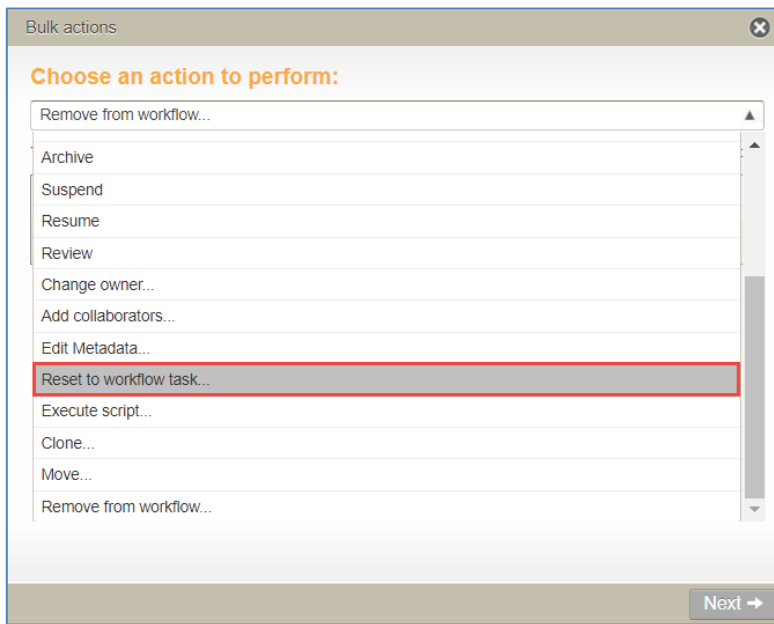 Bulk actions
Choose an action to perform:
Remove from workflow...
Archive
Suspend
Resume
Review
Change owner...
Add collaborators...
Edit Metadata...
Reset to workflow task...
Execute script...
Clone...
Move...
Remove from workflow...
Next